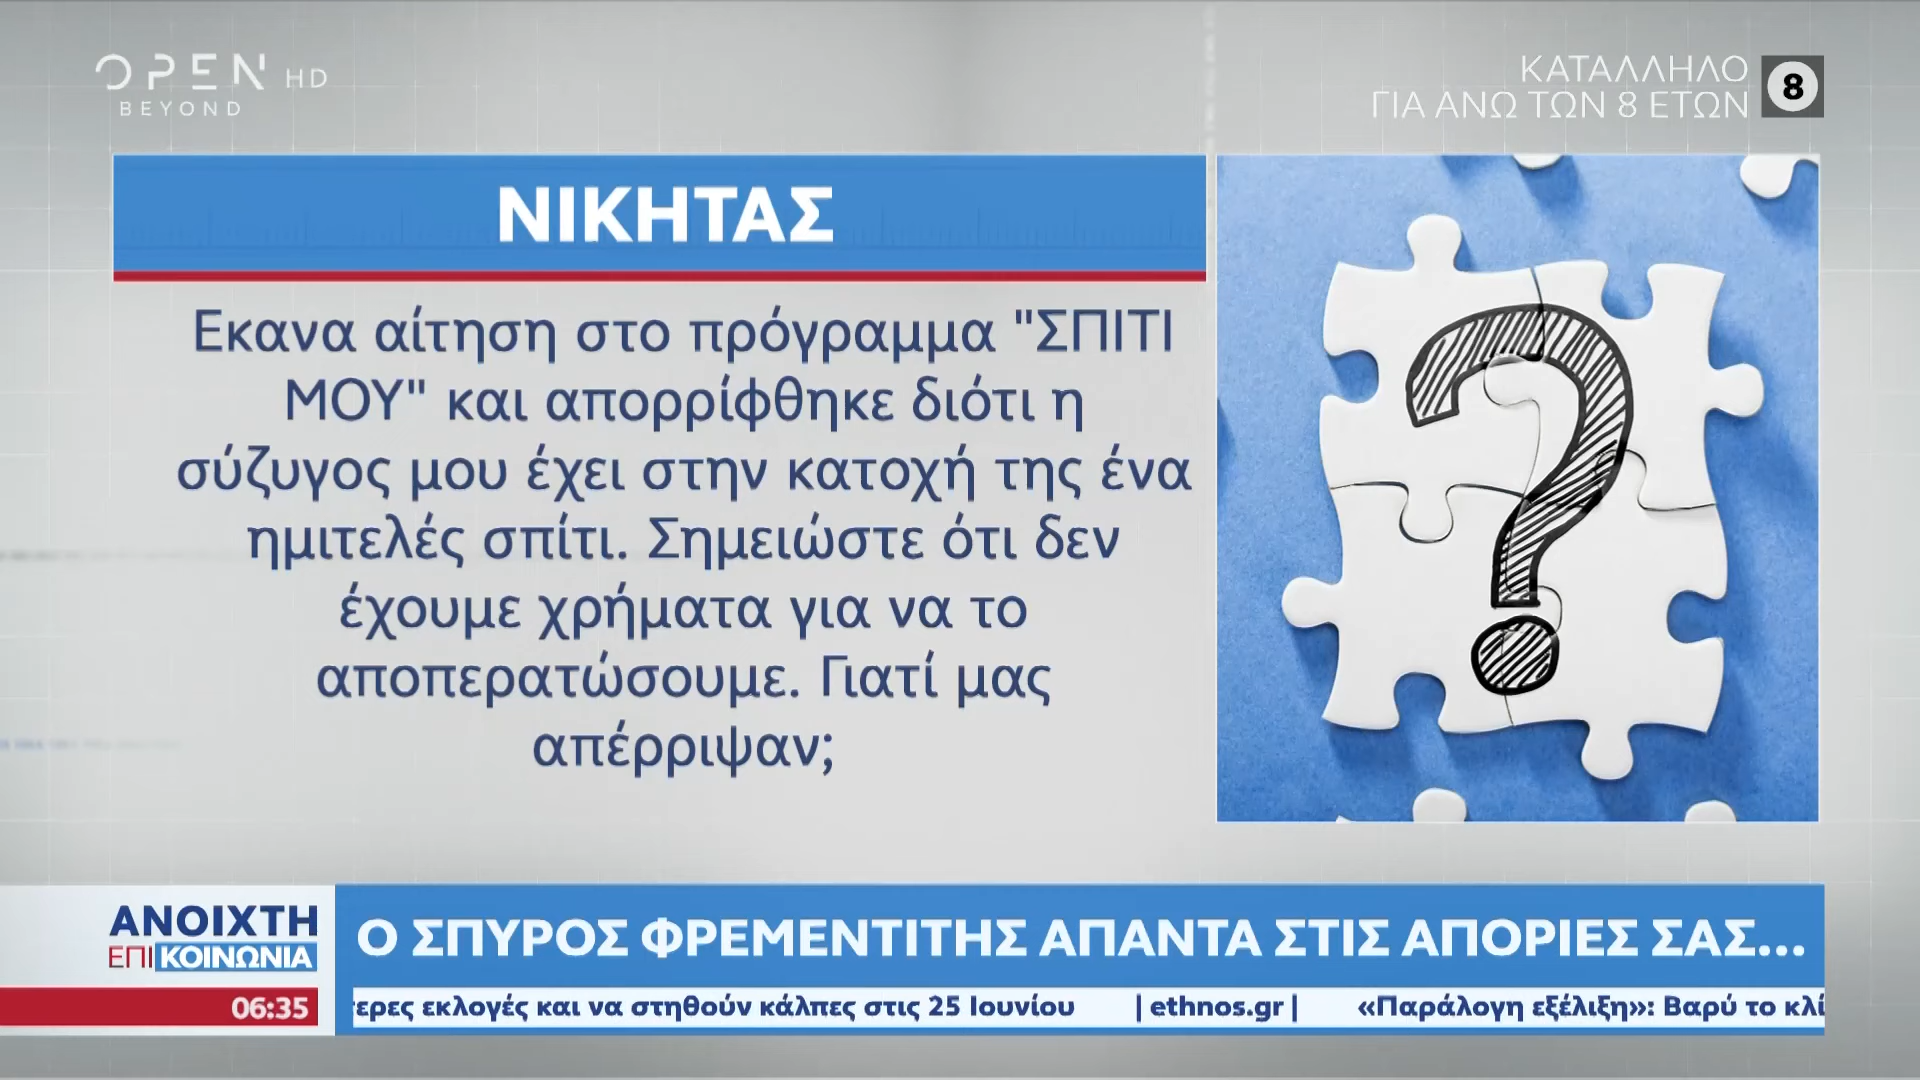 OPEN HD
BEYOND
ΚΑΤΑΛΛΗΛΟ
ΓΙΑ ΑΝΩ ΤΩΝ 8 ΕΤΩΝ
8
ΝΙΚΗΤΑΣ
Εκανα αίτηση στο πρόγραμμα "ΣΠΙΤΙ
ΜΟΥ" και απορρίφθηκε διότι η
σύζυγος μου έχει στην κατοχή της ένα
ημιτελές σπίτι. Σημειώστε ότι δεν
έχουμε χρήματα για να το
αποπερατώσουμε. Γιατί μας
απέρριψαν;
ΑΝΟΙΧΤΗ
ΕΠΙΚΟΙΝΩΝΙΑ
Ο ΣΠΥΡΟΣ ΦΡΕΜΕΝΤΙΤΗΣ ΑΠΑΝΤΑ ΣΤΙΣ ΑΠΟΡΙΕΣ ΣΑΣ...
06:35
τερες εκλογές και να στηθούν κάλπες στις 25 Ιουνίου | ethnos.gr | «Παράλογη εξέλιξη»: Βαρύ το κλί